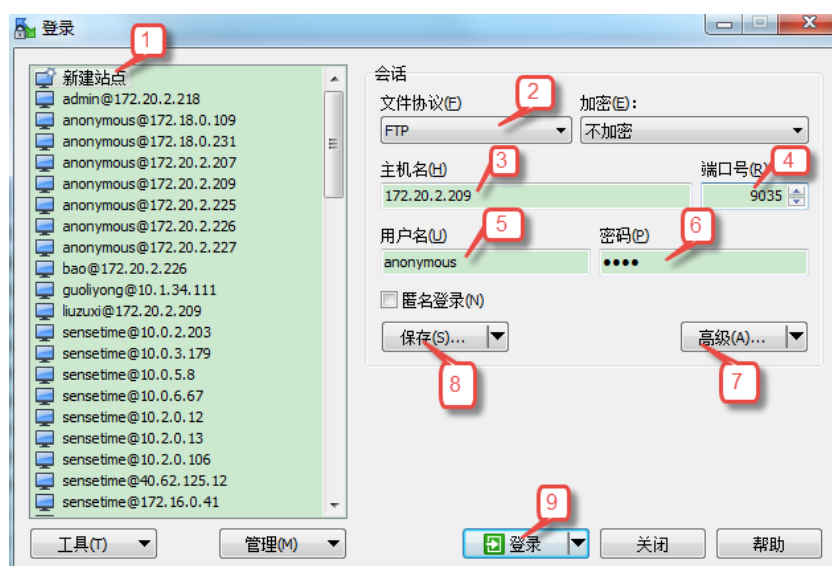 登录
1
新建站点
admin@172.20.2.218
anonymous@172.18.0.109
anonymous@172.18.0.231
anonymous@172.20.2.207
anonymous@172.20.2.209
anonymous@172.20.2.225
anonymous@172.20.2.226
anonymous@172.20.2.227
bao@172.20.2.226
guoliyong@10.1.34.111
liuzuxi@172.20.2.209
sensetime@10.0.2.203
sensetime@10.0.3.179
sensetime@10.0.5.8
sensetime@10.0.6.67
sensetime@10.2.0.12
sensetime@10.2.0.13
sensetime@10.2.0.106
sensetime@40.62.125.12
sensetime@172.16.0.41
工具(T)
管理(M)
会话
文件协议(F)
2
加密(E):
FTP
不加密
主机名(H)
3
端口号(R)
4
172.20.2.209
9035
用户名(U)
5
密码(P)
6
anonymous
••••
匿名登录(N)
保存(S)...
高级(A)...
8
7
9
登录
关闭
帮助